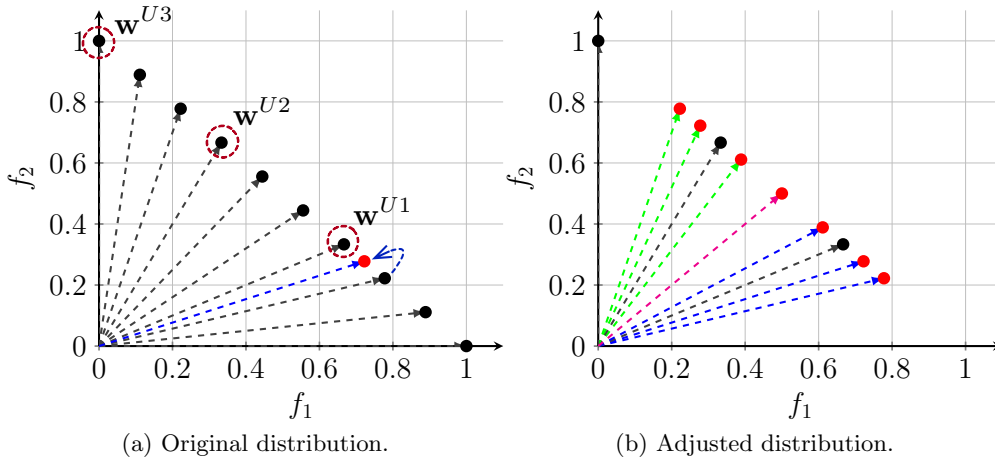 w^{U3}
1
0.8
w^{U2}
0.6
f_2
0.4
w^{U1}
0.2
0
0 0.2 0.4 0.6 0.8 1
f_1
(a) Original distribution.
1
0.8
0.6
f_2
0.4
0.2
0
0 0.2 0.4 0.6 0.8 1
f_1
(b) Adjusted distribution.